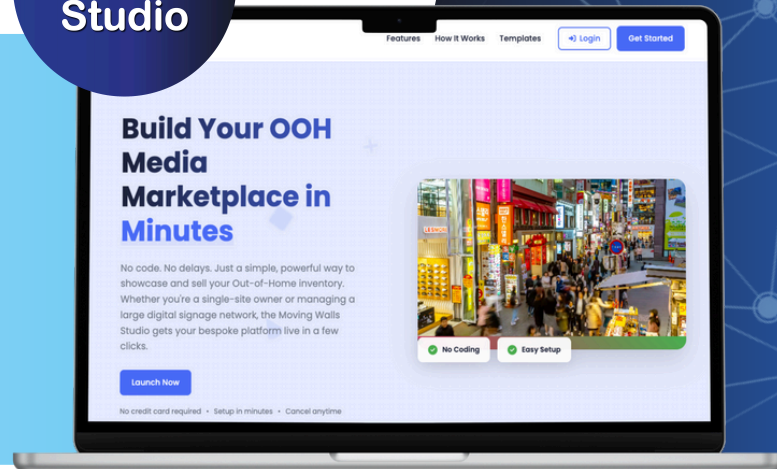 Studio
Features How It Works Templates Login Get Started
Build Your OOH
Media
Marketplace in
Minutes
No code. No delays. Just a simple, powerful way to
showcase and sell your Out-of-Home inventory.
Whether you're a single-site owner or managing a
large digital signage network, the Moving Walls
Studio gets your bespoke platform live in a few
clicks.
No Coding Easy Setup
Launch Now
No credit card required • Setup in minutes • Cancel anytime